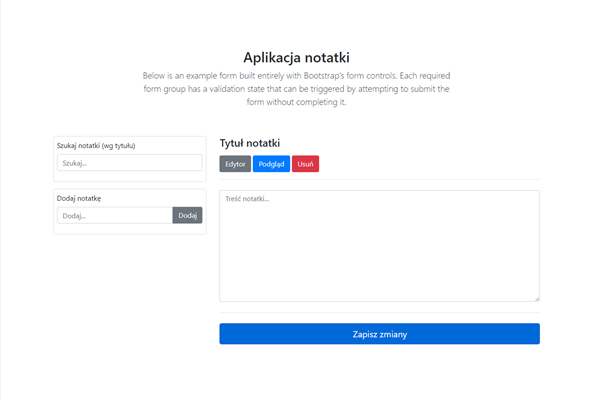 Aplikacja notatki
Below is an example form built entirely with Bootstrap's form controls. Each required
form group has a validation state that can be triggered by attempting to submit the
form without completing it.
Szukaj notatki (wg tytułu)
Szukaj...
Dodaj notatkę
Dodaj...
Dodaj
Tytuł notatki
Edytor
Podgląd
Usuń
Treść notatki...
Zapisz zmiany